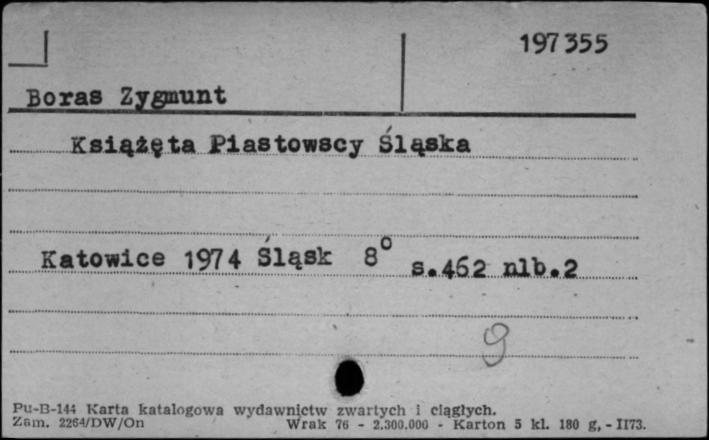 197355
Boras Zygmunt
Książęta Piastowscy Śląska
Katowice 1974 Śląsk 8° s.462 nlb.2
9
Pu-B-144 Karta katalogowa wydawnictw zwartych i ciągłych.
Zam. 2264/DW/On Wrak 76 - 2.300.000 - Karton 5 kl. 180 g, - II73.